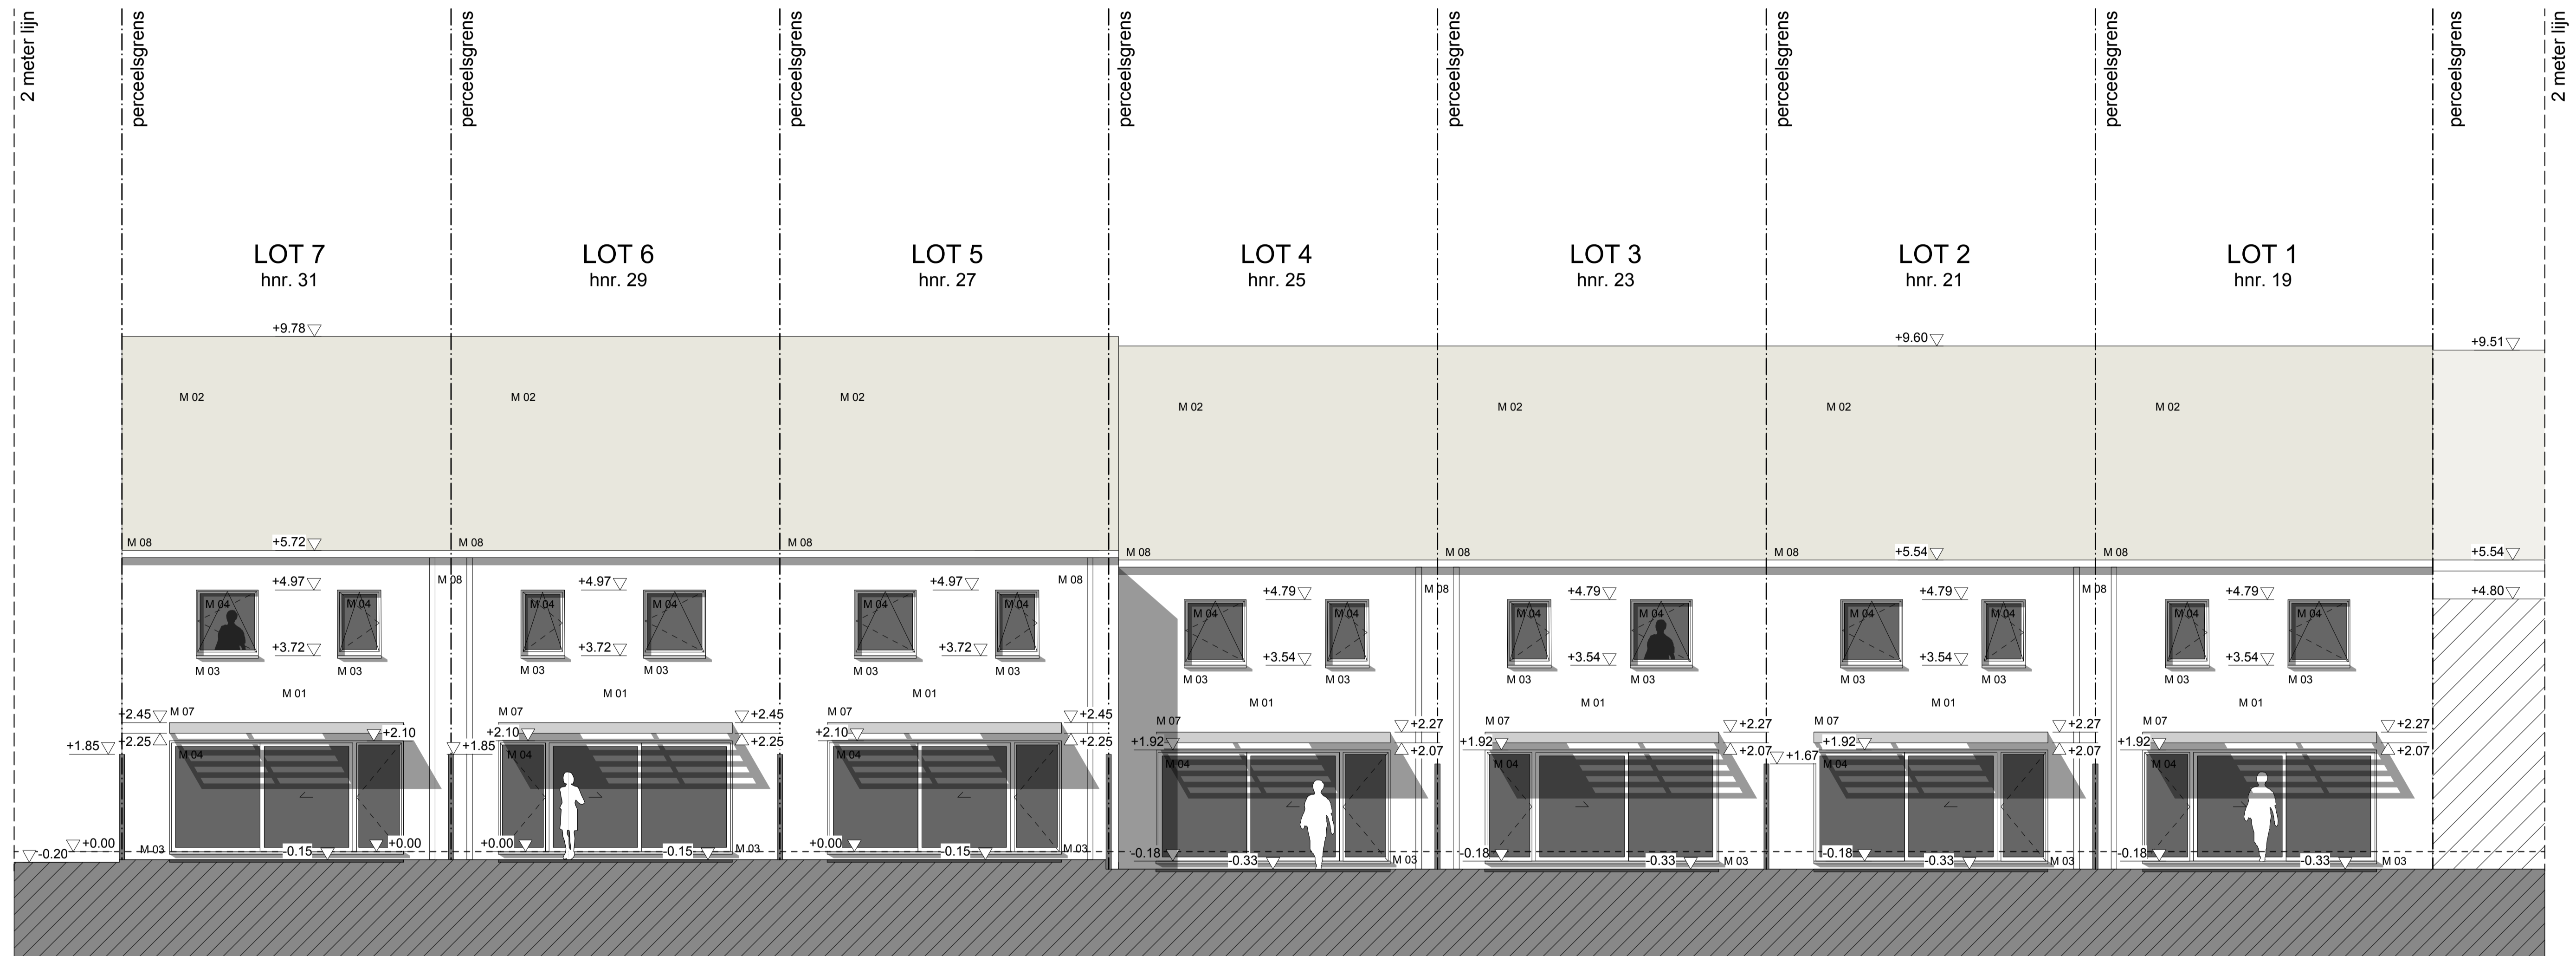 2 meter lijn
perceelsgrens
perceelsgrens
perceelsgrens
perceelsgrens
perceelsgrens
perceelsgrens
perceelsgrens
perceelsgrens
2 meter lijn
LOT 7
hnr. 31
LOT 6
hnr. 29
LOT 5
hnr. 27
LOT 4
hnr. 25
LOT 3
hnr. 23
LOT 2
hnr. 21
LOT 1
hnr. 19
+9.78
+9.60
+9.51
M 02
M 02
M 02
M 02
M 02
M 02
M 02
M 08
+5.72
M 08
M 08
M 08
M 08
M 08
+5.54
M 08
+5.54
M 08
M 08
M 08
M 08
+4.97
+4.97
+4.97
+4.79
+4.79
+4.79
+4.79
+4.80
M 04
M 04
M 04
M 04
M 04
M 04
M 04
M 04
M 04
M 04
M 04
M 04
M 04
M 04
+3.72
+3.72
+3.72
+3.54
+3.54
+3.54
+3.54
M 03
M 03
M 03
M 03
M 03
M 03
M 03
M 03
M 03
M 03
M 03
M 03
M 03
M 03
M 01
M 01
M 01
M 01
M 01
M 01
M 01
+2.45
M 07
M 07
+2.45
M 07
+2.45
M 07
+2.27
M 07
+2.27
M 07
+2.27
M 07
+2.27
+1.85
+2.25
+2.10
+1.85
+2.10
+2.25
+2.10
+2.25
+1.92
+2.07
+1.92
+2.07
+1.67
+1.92
+2.07
+1.92
+2.07
M 04
M 04
M 04
M 04
M 04
M 04
M 04
-0.20
+0.00
M 03
-0.15
+0.00
+0.00
-0.15
M 03
+0.00
-0.15
M 03
-0.18
-0.33
M 03
-0.18
-0.33
M 03
-0.18
-0.33
M 03
-0.18
-0.33
M 03